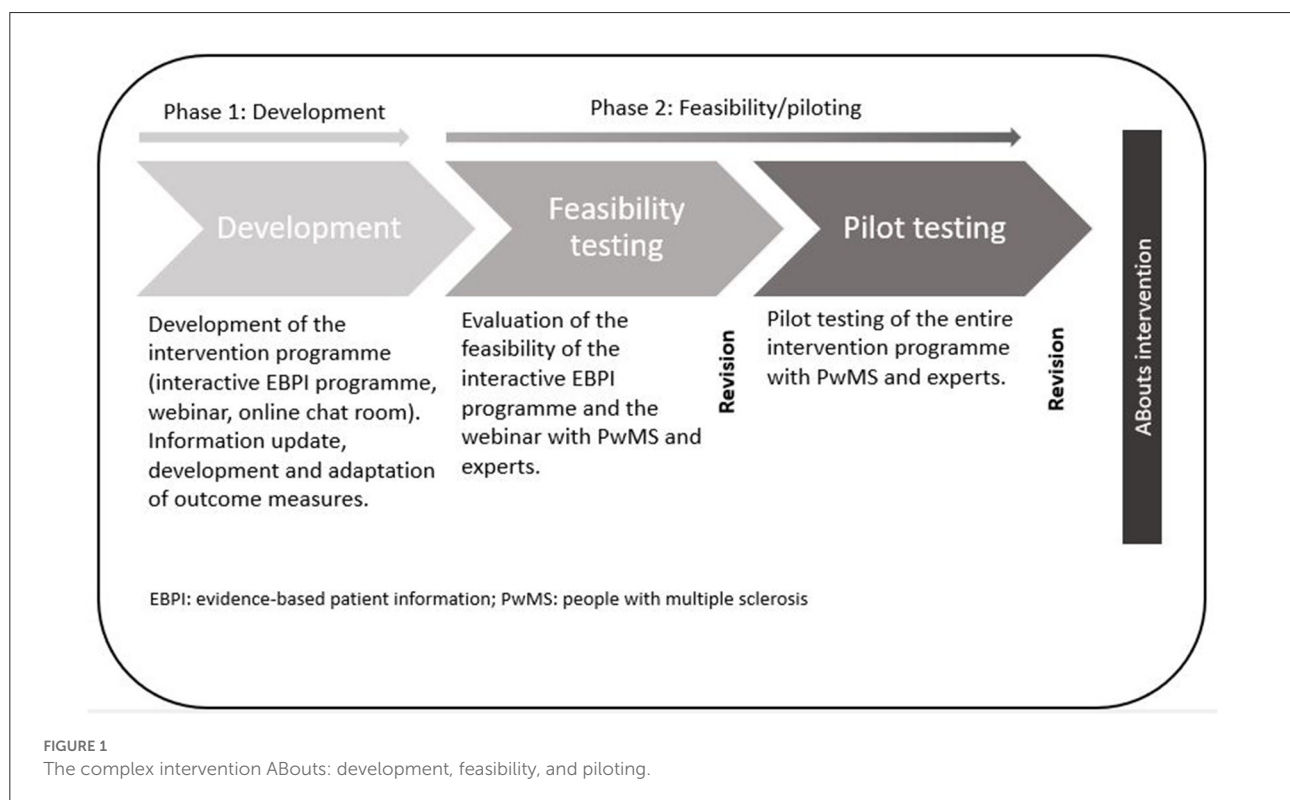 Phase 1: Development
Phase 2: Feasibility/piloting
Development
Feasibility
testing
Pilot testing
Development of the
intervention programme
(interactive EBPI programme,
webinar, online chat room).
Information update,
development and adaptation
of outcome measures.
Evaluation of the
feasibility of the
interactive EBPI
programme and the
webinar with PwMS and
experts.
Revision
Pilot testing of the entire
intervention programme
with PwMS and experts.
Revision
ABouts intervention
EBPI: evidence-based patient information; PwMS: people with multiple sclerosis
FIGURE 1
The complex intervention ABouts: development, feasibility, and piloting.